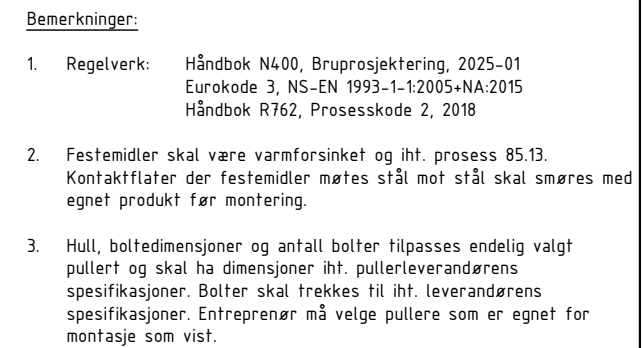 Bemerkninger:
1. Regelverk: Håndbok N400, Bruprosjektering, 2025-01
Eurokode 3, NS-EN 1993-1-1:2005+NA:2015
Håndbok R762, Prosesskode 2, 2018
2. Festemidler skal være varmforsinket og iht. prosess 85.13.
Kontaktflater der festemidler møtes stål mot stål skal smøres med
egnet produkt før montering.
3. Hull, boltedimensjoner og antall bolter tilpasses endelig valgt
pullert og skal ha dimensjoner iht. pullerleverandørens
spesifikasjoner. Bolter skal trekkes til iht. leverandørens
spesifikasjoner. Entreprenør må velge pullere som er egnet for
montasje som vist.